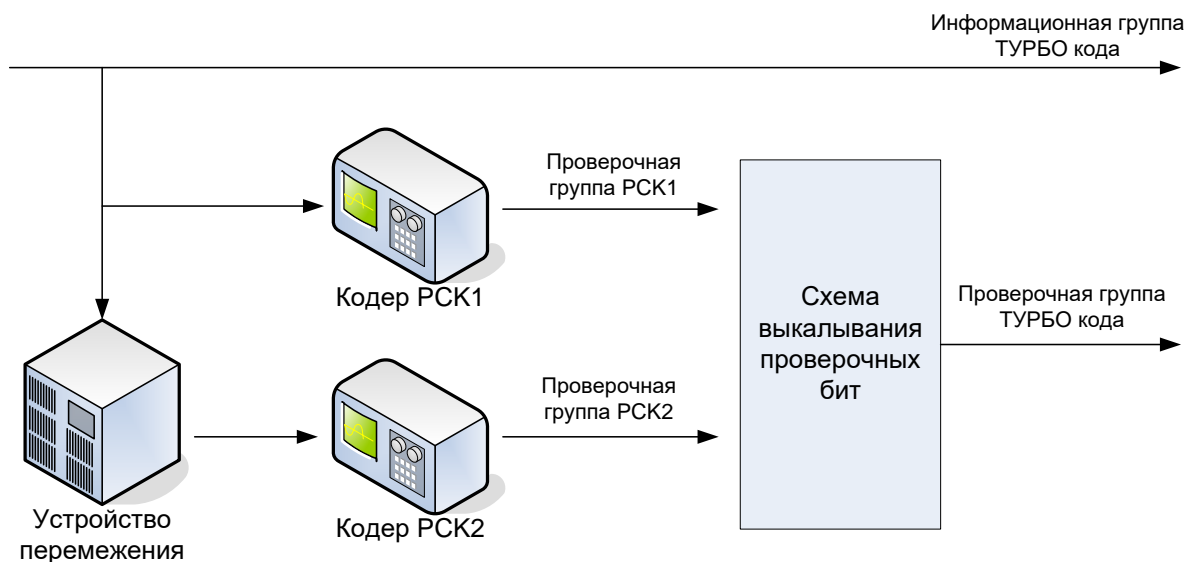 Информационная группа
ТУРБО кода
Проверочная
группа РСК1
Кодер РСК1
Схема
выкалывания
проверочных
бит
Проверочная группа
ТУРБО кода
Проверочная
группа РСК2
Кодер РСК2
Устройство
перемежения